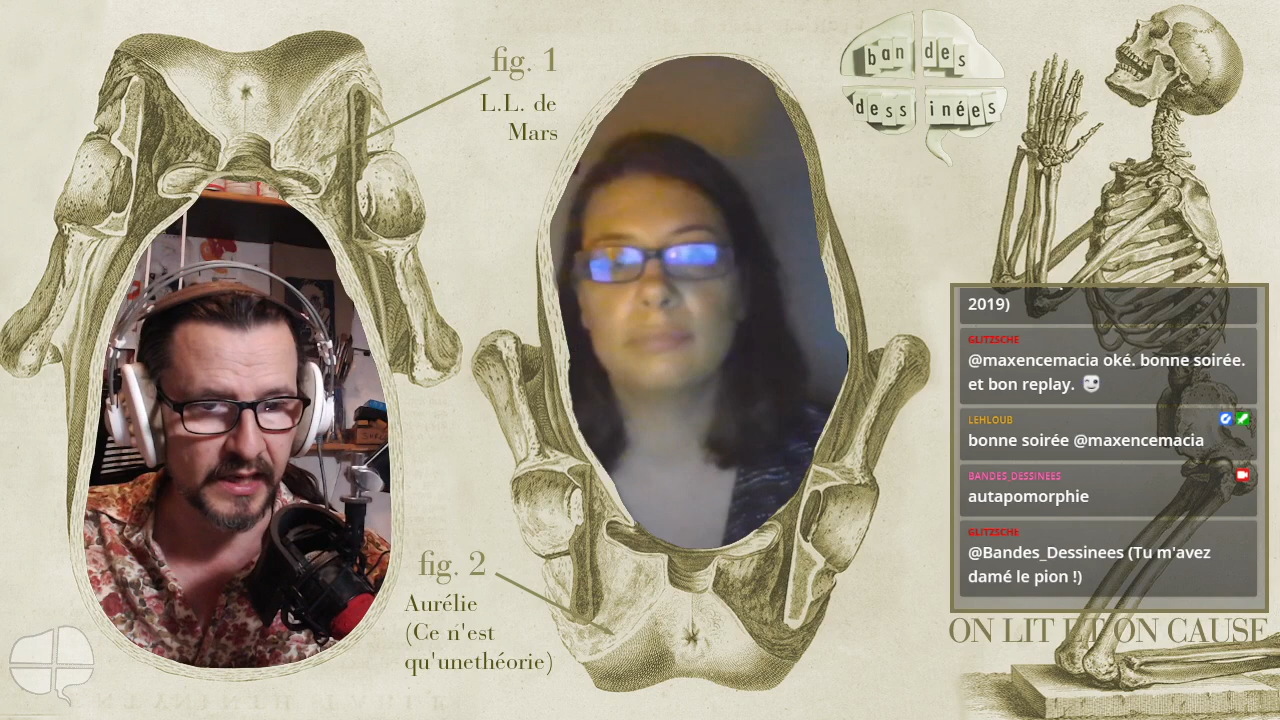 fig. 1
L.L. de
Mars
ban des
dess inées
2019)
GLITZSCHE
@maxencemacia oké. bonne soirée.
et bon replay.
LEHLOUB
bonne soirée @maxencemacia
BANDES_DESSINEES
autapomorphie
GLITZSCHE
@Bandes_Dessinees (Tu m'avez
damé le pion !)
fig. 2
Aurélie
(Ce n'est
qu'unethéorie)
ON LIT ET ON CAUSE